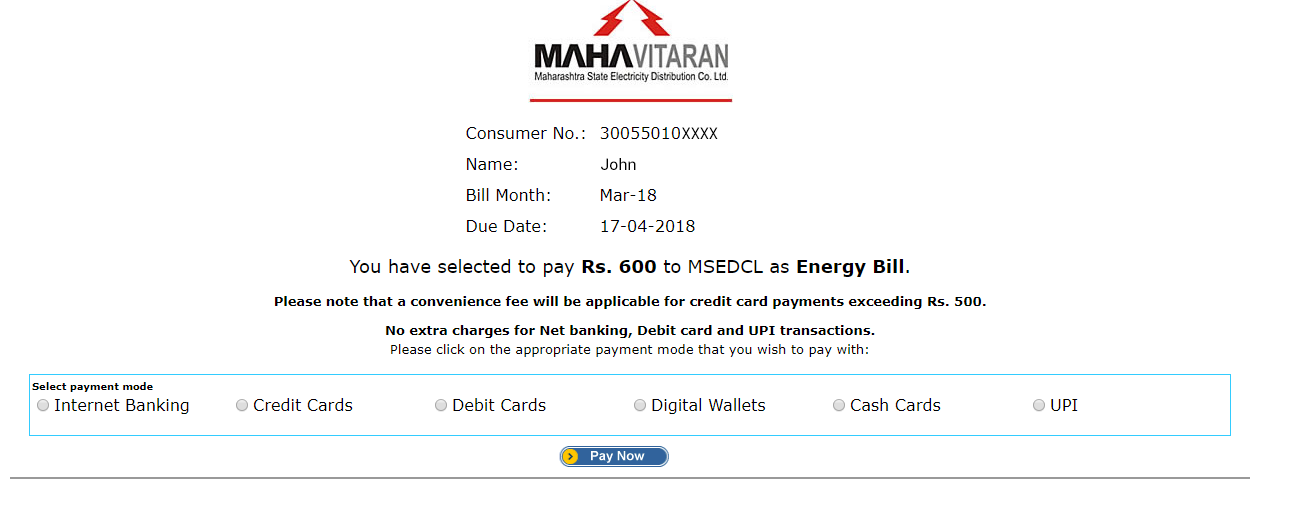 MAHAVITARAN
Maharashtra State Electricity Distribution Co. Ltd.
Consumer No.: 30055010XXXX
Name: John
Bill Month: Mar-18
Due Date: 17-04-2018
You have selected to pay Rs. 600 to MSEDCL as Energy Bill.
Please note that a convenience fee will be applicable for credit card payments exceeding Rs. 500.
No extra charges for Net banking, Debit card and UPI transactions.
Please click on the appropriate payment mode that you wish to pay with:
Select payment mode
Internet Banking Credit Cards Debit Cards Digital Wallets Cash Cards UPI
Pay Now